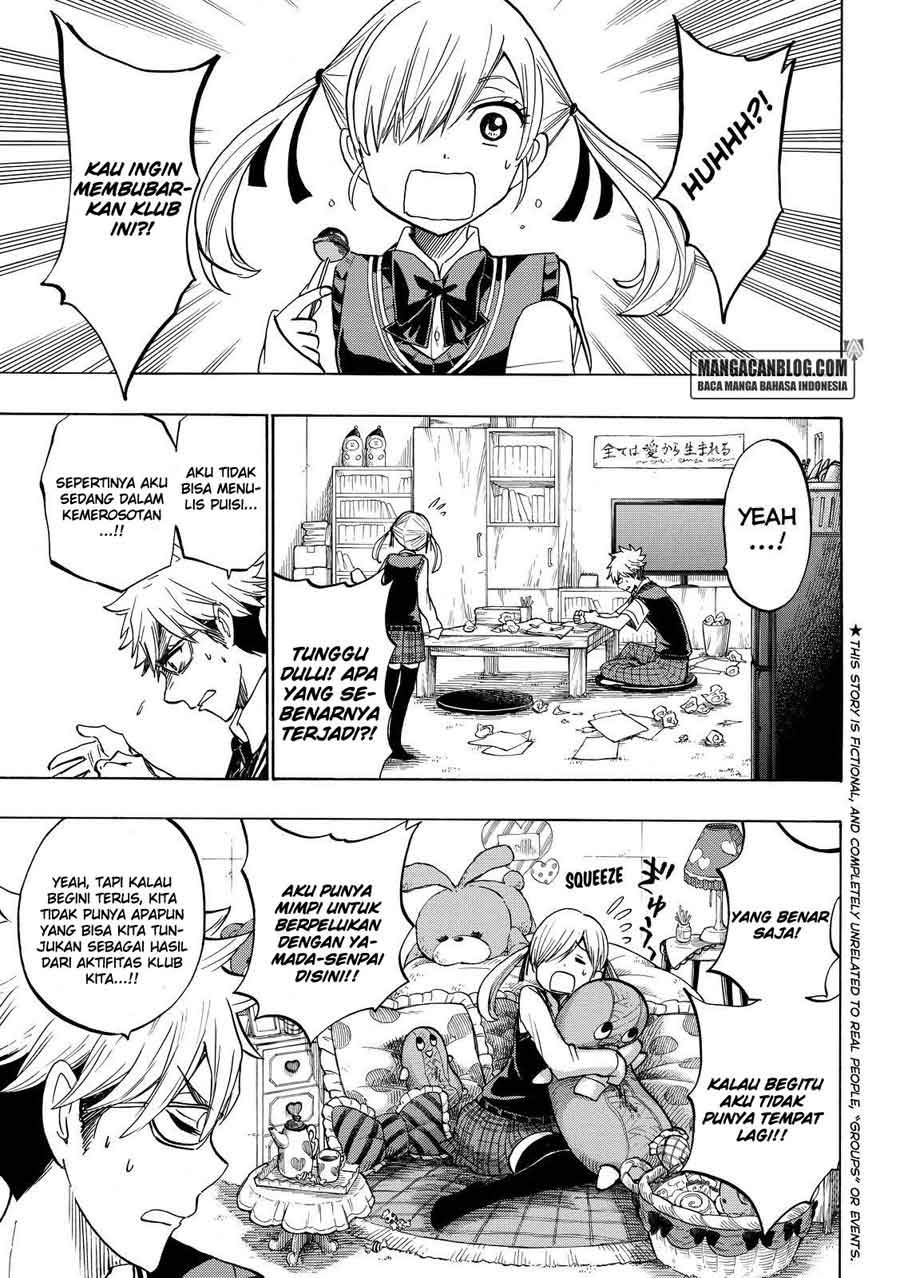 HUHHH?!
KAU INGIN
MEMBUBAR-
KAN KLUB
INI?!
MANGACANBLOG.COM
BACA MANGA BAHASA INDONESIA
全ては愛から生まれる
YEAH
...!
TUNGGU
DULU! APA
YANG SE-
BENARNYA
TERJADI?!
AKU TIDAK
BISA MENU-
LIS PUISI...
SEPERTINYA AKU
SEDANG DALAM
KEMEROSOTAN
...!!
★THIS STORY IS FICTIONAL, AND COMPLETELY UNRELATED TO REAL PEOPLE, "GROUPS" OR EVENTS.
YANG BENAR
SAJA!
KALAU BEGITU
AKU TIDAK
PUNYA TEMPAT
LAGI!!
SQUEEZE
ぎゅうう
AKU PUNYA
MIMPI UNTUK
BERPELUKAN
DENGAN YA-
MADA-SENPAI
DISINI!!
YEAH, TAPI KALAU
BEGINI TERUS, KITA
TIDAK PUNYA APAPUN
YANG BISA KITA TUN-
JUKAN SEBAGAI HASIL
DARI AKTIFITAS KLUB
KITA...!!